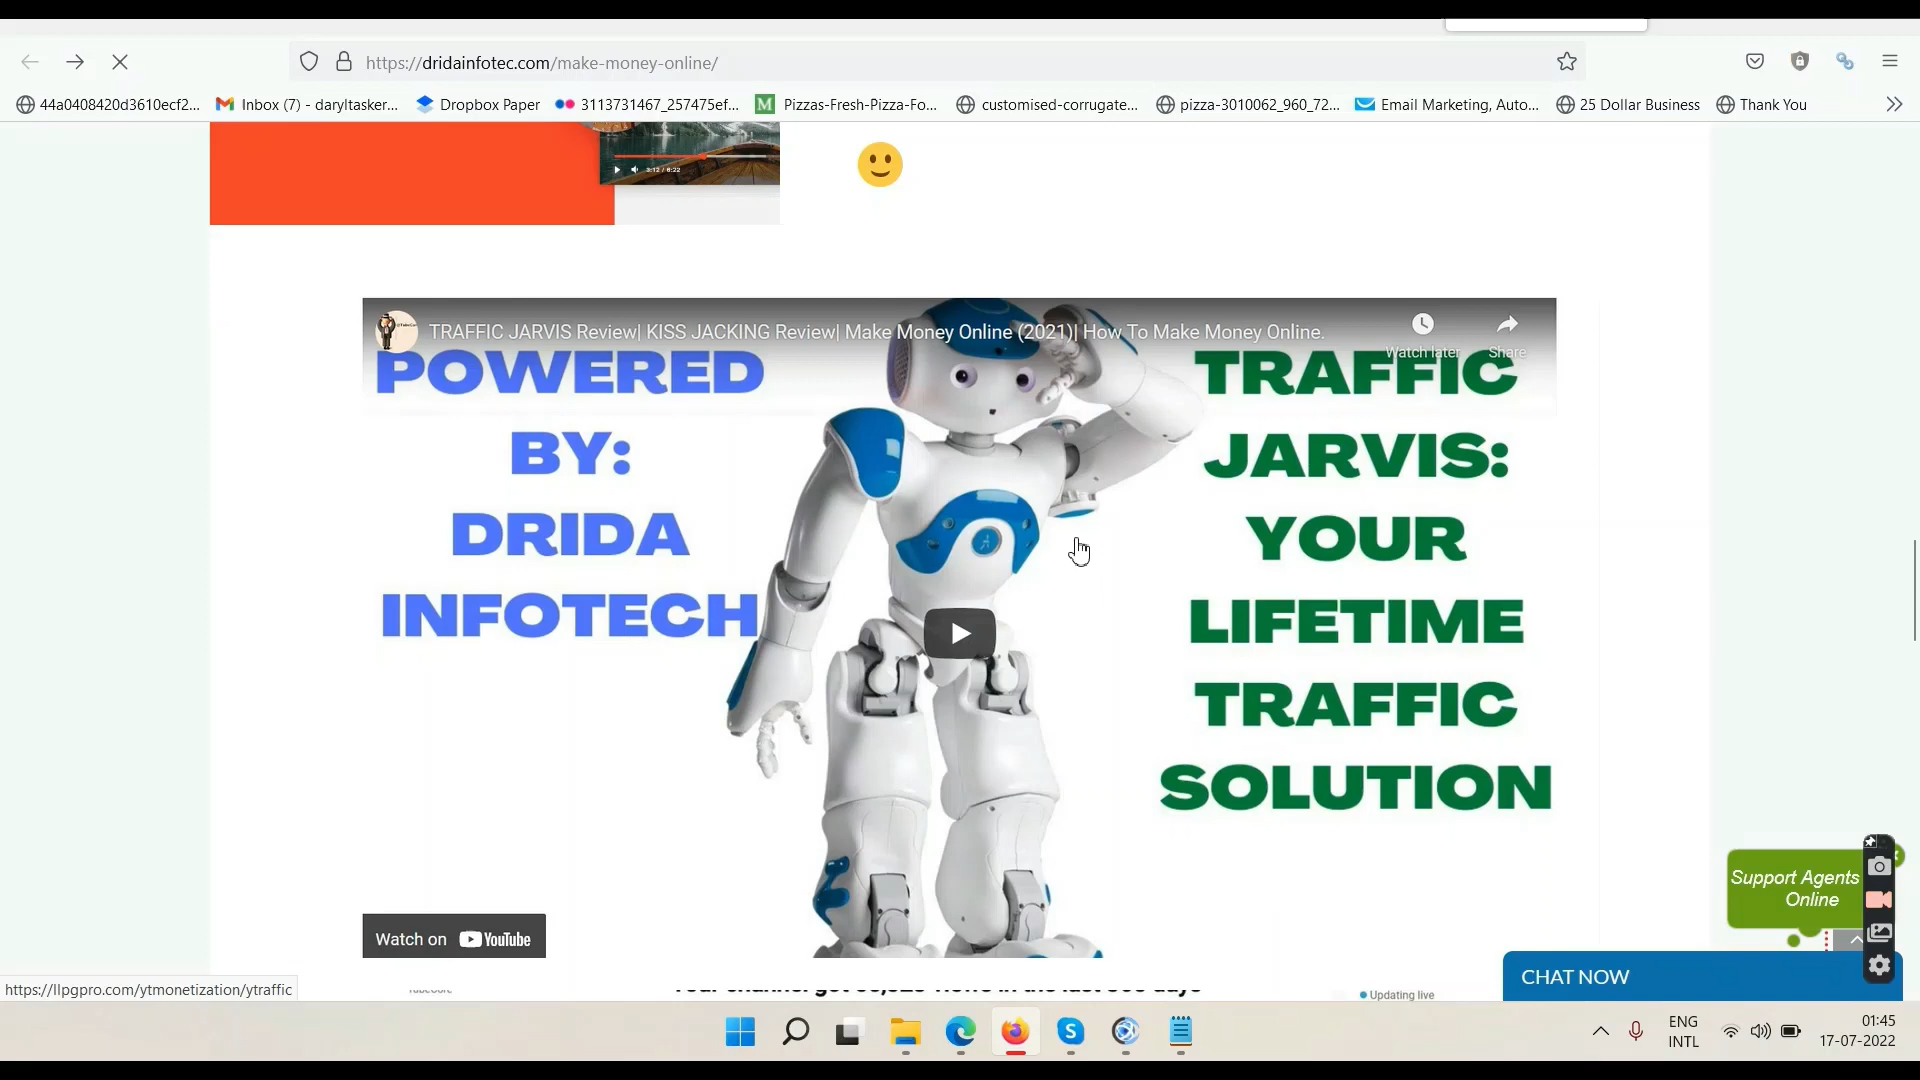 https://dridainfotec.com/make-money-online/
44a0408420d3610ecf2...
Inbox (7) - daryltasker...
Dropbox Paper
3113731467_257475ef...
M
Pizzas-Fresh-Pizza-Fo...
customised-corrugate...
pizza-3010062_960_72...
Email Marketing, Auto...
25 Dollar Business
Thank You
3:12 / 6:22
TRAFFIC JARVIS Review| KISS JACKING Review| Make Money Online (2021)| How To Make Money Online.
Watch later
Share
POWERED
BY:
DRIDA
INFOTECH
TRAFFIC
JARVIS:
YOUR
LIFETIME
TRAFFIC
SOLUTION
Watch on YouTube
Support Agents
Online
CHAT NOW
https://llpgpro.com/ytmonetization/ytraffic
Updating live
ENG
INTL
01:45
17-07-2022